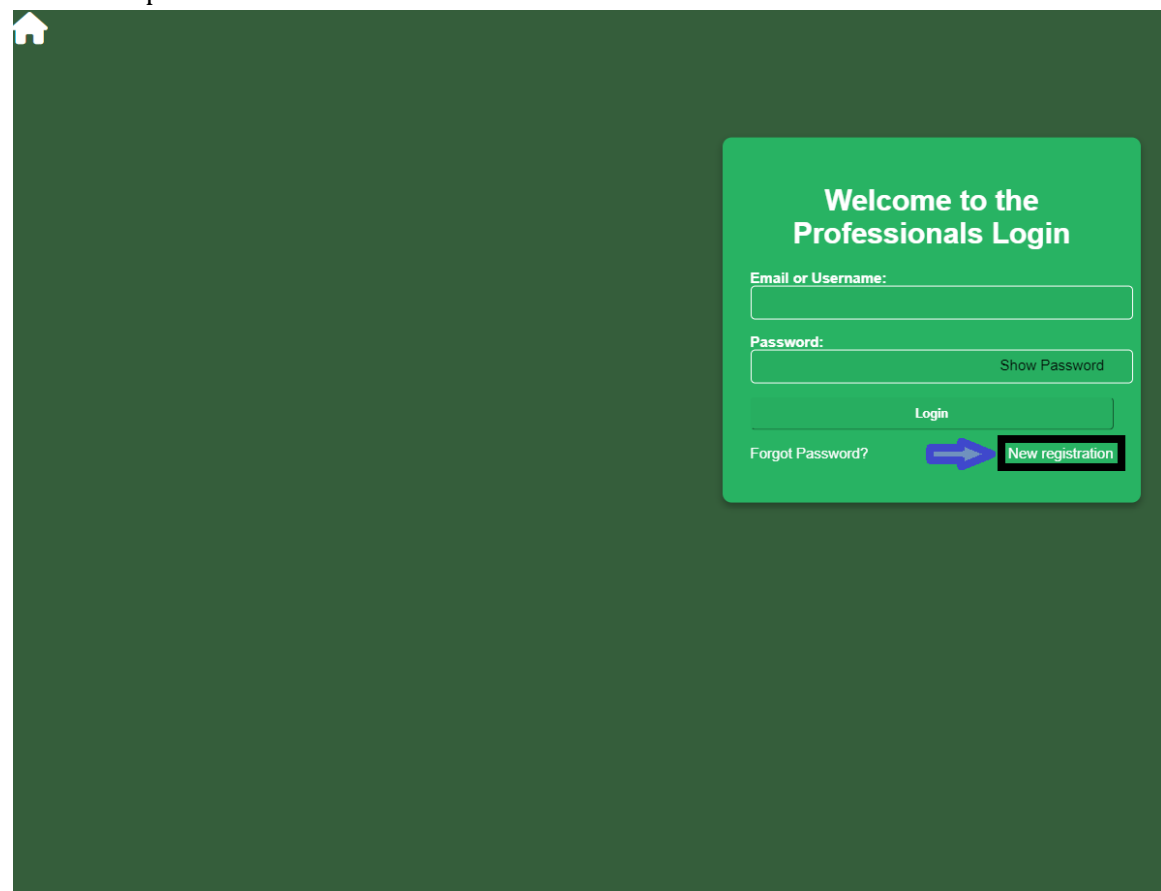 Welcome to the
Professionals Login
Email or Username:
Password:
Show Password
Login
Forgot Password?
New registration